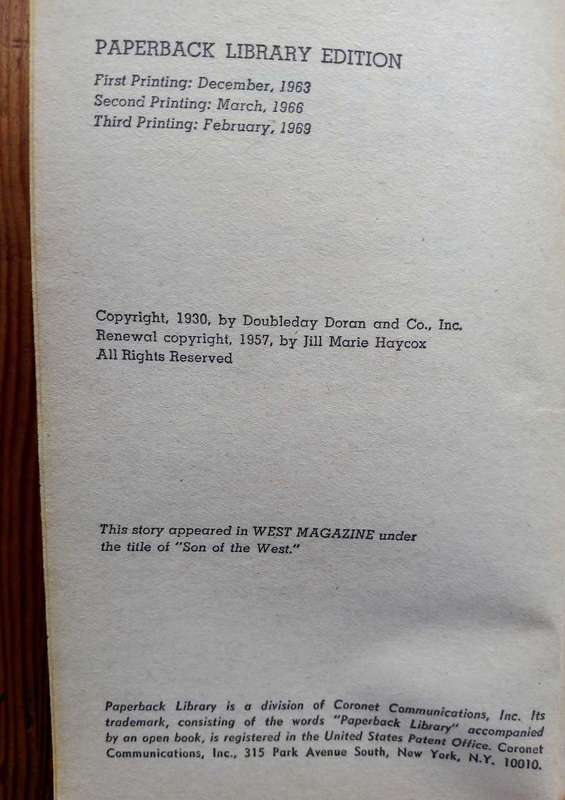 PAPERBACK LIBRARY EDITION
First Printing: December, 1963
Second Printing: March, 1966
Third Printing: February, 1969
Copyright, 1930, by Doubleday Doran and Co., Inc.
Renewal copyright, 1957, by Jill Marie Haycox
All Rights Reserved
This story appeared in WEST MAGAZINE under
the title of "Son of the West."
Paperback Library is a division of Coronet Communications, Inc. Its
trademark, consisting of the words "Paperback Library" accompanied
by an open book, is registered in the United States Patent Office. Coronet
Communications, Inc., 315 Park Avenue South, New York, N.Y. 10010.